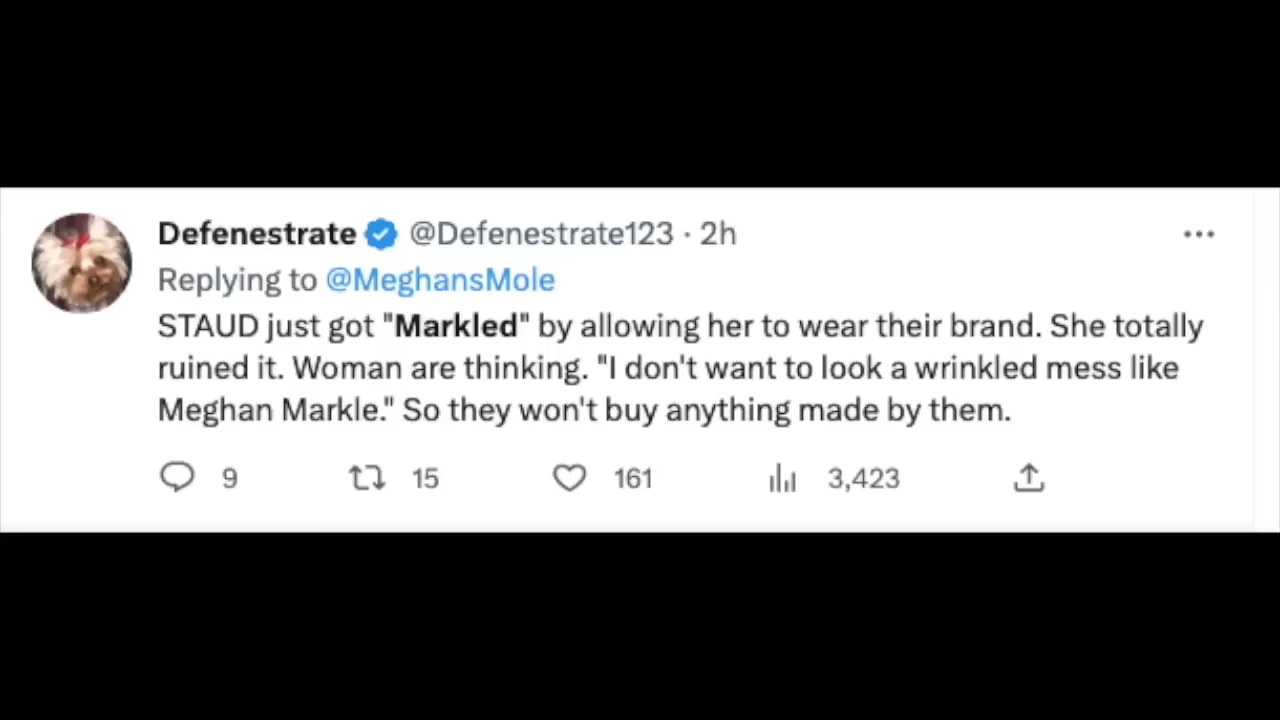 Defenestrate @Defenestrate123 · 2h
Replying to @MeghansMole
STAUD just got "Markled" by allowing her to wear their brand. She totally
ruined it. Woman are thinking. "I don't want to look a wrinkled mess like
Meghan Markle." So they won't buy anything made by them.
9 15 161 3,423